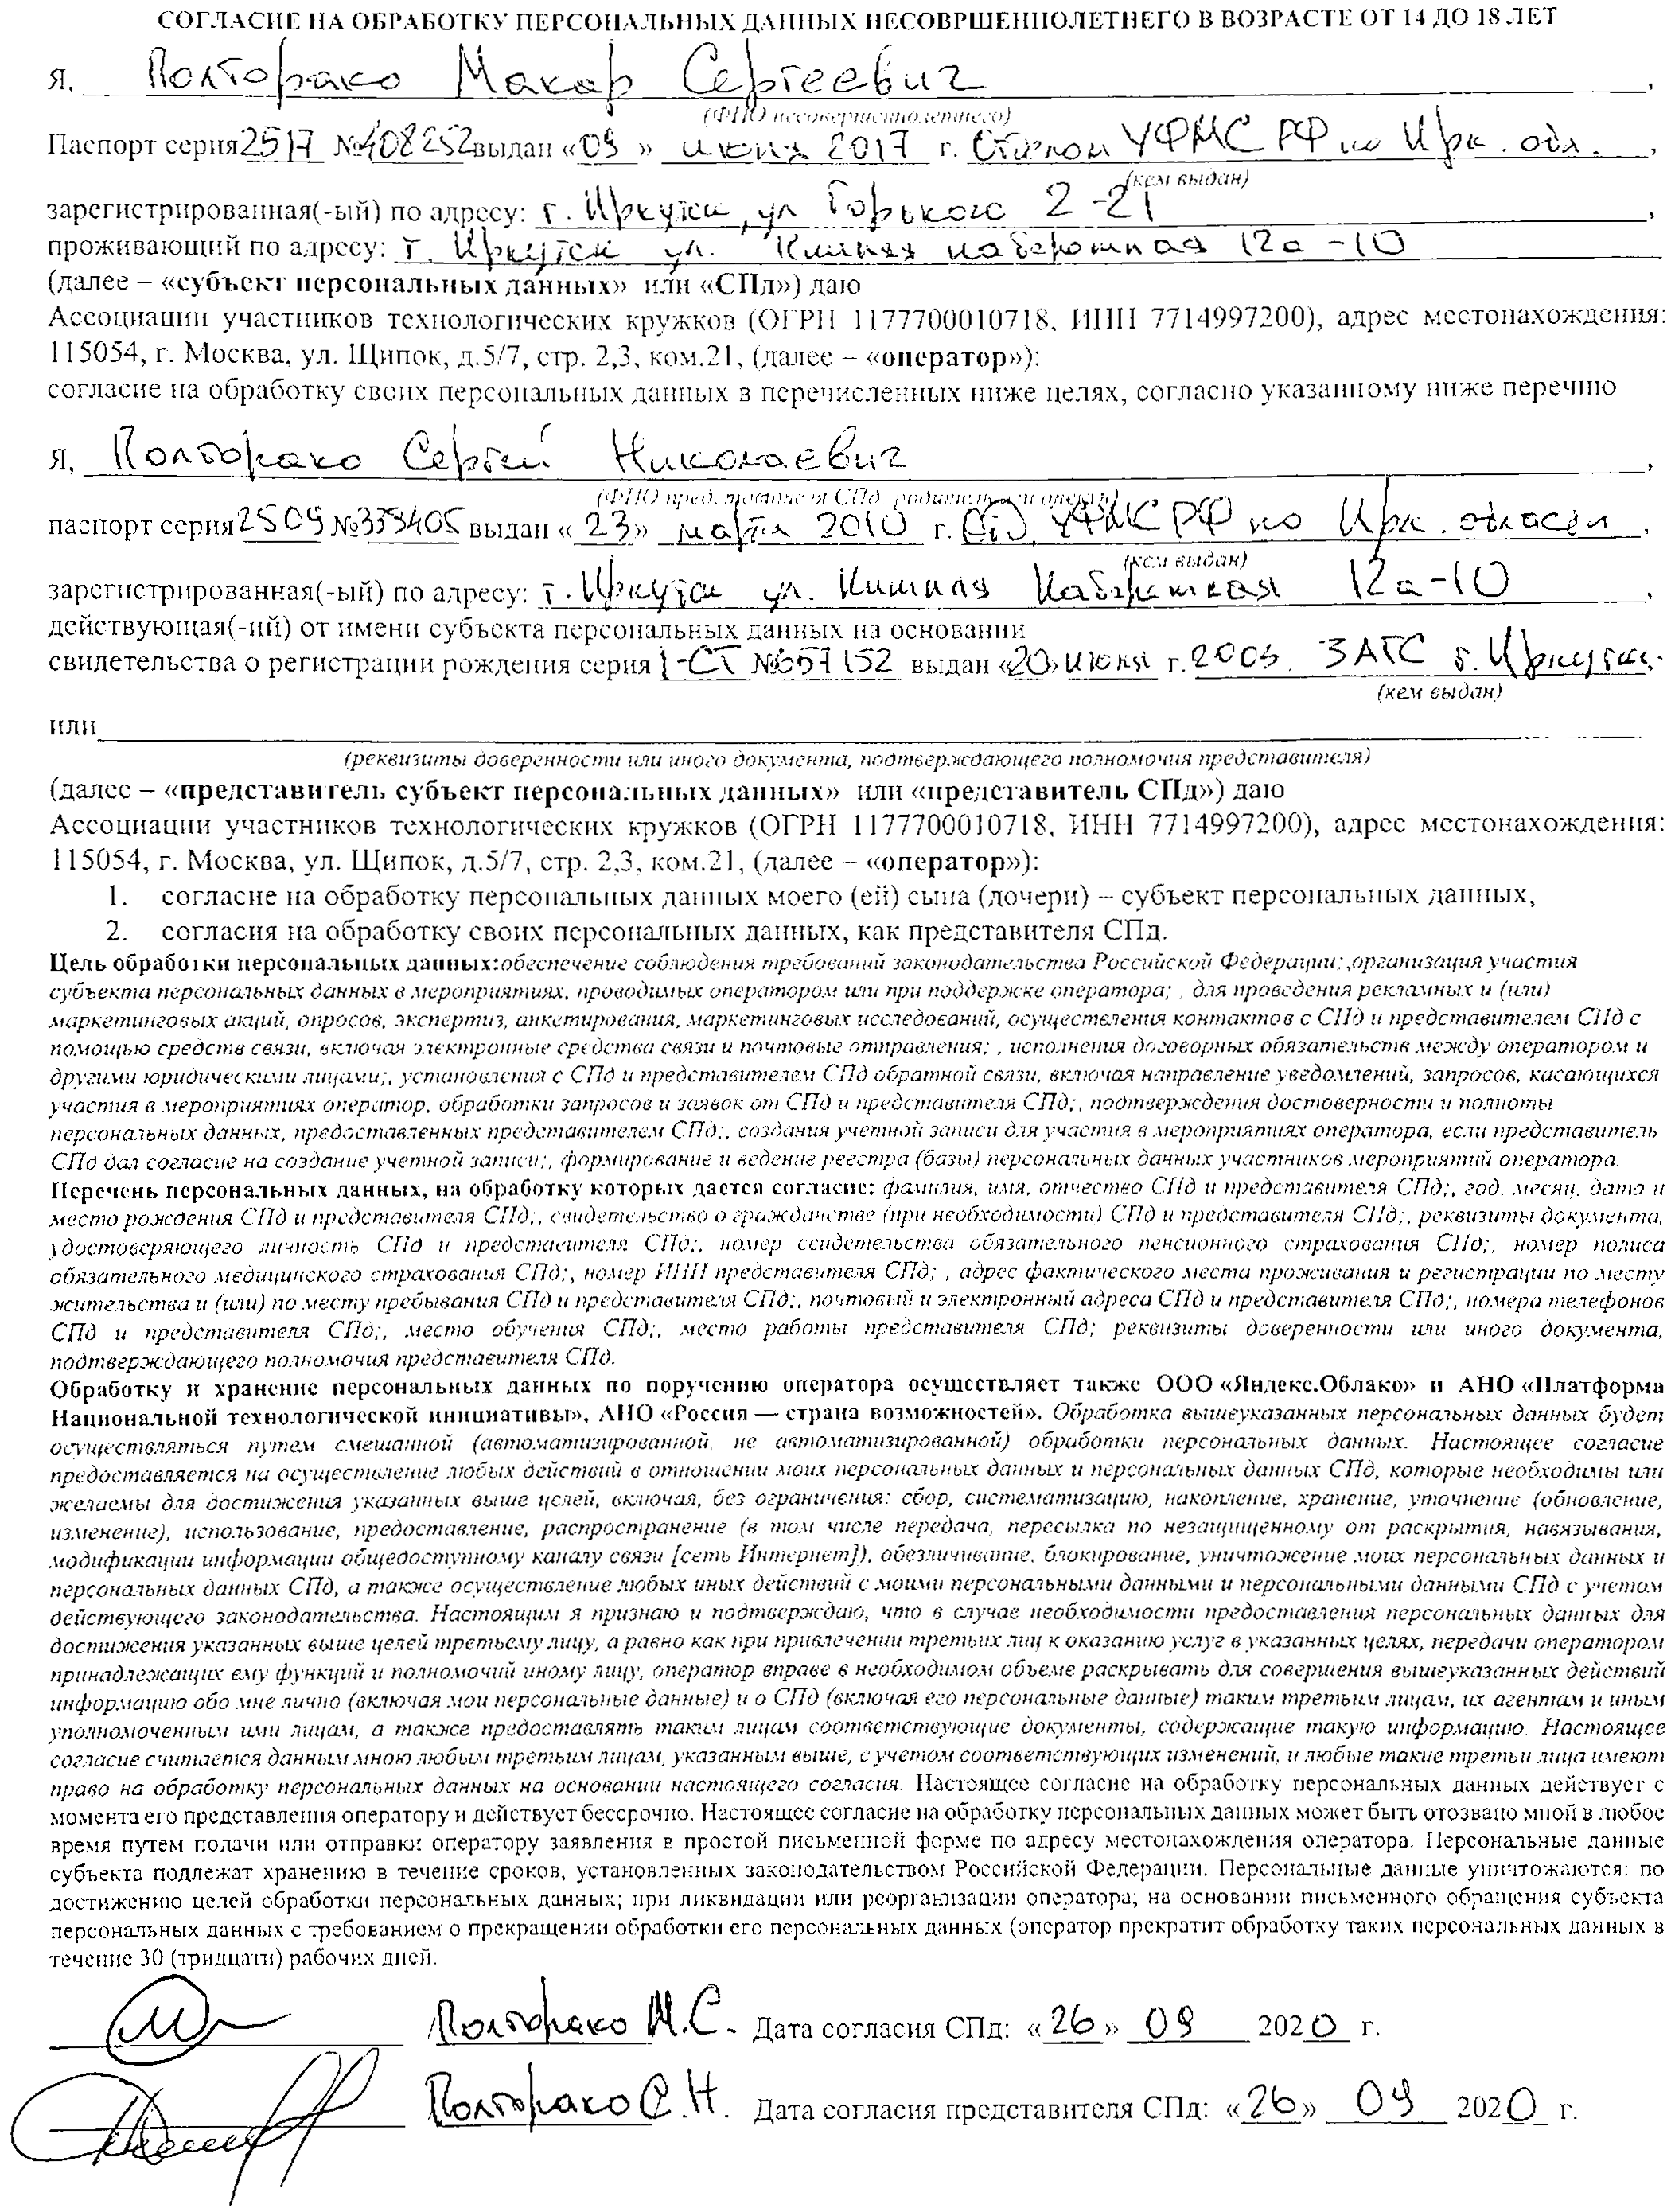 СОГЛАСИЕ НА ОБРАБОТКУ ПЕРСОНАЛЬНЫХ ДАННЫХ НЕСОВРШЕННОЛЕТНЕГО В ВОЗРАСТЕ ОТ 14 ДО 18 ЛЕТ
Я, Полторако Макар Сергеевич,
(ФИО несовершеннолетнего)
Паспорт серия 2517 №408252 выдан «09» июня 2017 г. УФМС РФ по Ирк. обл.,
(кем выдан)
зарегистрированная(-ый) по адресу: г. Иркутск, ул Горького 2-21,
проживающий по адресу: г. Иркутск ул. набережная 12а-10
(далее – «субъект персональных данных» или «СПд») даю
Ассоциации участников технологических кружков (ОГРН 1177700010718, ИНН 7714997200), адрес местонахождения:
115054, г. Москва, ул. Щипок, д.5/7, стр. 2,3, ком.21, (далее – «оператор»):
согласие на обработку своих персональных данных в перечисленных ниже целях, согласно указанному ниже перечню
Я, Полторако Сергей Николаевич,
(ФИО представителя СПд, родитель или опекун)
паспорт серия 2509 №339405 выдан «23» марта 2010 г. УФМС РФ по Ирк. области,
(кем выдан)
зарегистрированная(-ый) по адресу: г. Иркутск ул. Набережная 12а-10,
действующая(-ий) от имени субъекта персональных данных на основании
свидетельства о регистрации рождения серия I-СТ №657152 выдан «20» июня г. 2003. ЗАГС г. Иркутска
(кем выдан)
или
(реквизиты доверенности или иного документа, подтверждающего полномочия представителя)
(далее – «представитель субъект персональных данных» или «представитель СПд») даю
Ассоциации участников технологических кружков (ОГРН 1177700010718, ИНН 7714997200), адрес местонахождения:
115054, г. Москва, ул. Щипок, д.5/7, стр. 2,3, ком.21, (далее – «оператор»):
1. согласие на обработку персональных данных моего (ей) сына (дочери) – субъект персональных данных,
2. согласия на обработку своих персональных данных, как представителя СПд.
Цель обработки персональных данных:обеспечение соблюдения требований законодательства Российской Федерации; ,организация участия
субъекта персональных данных в мероприятиях, проводимых оператором или при поддержке оператора; , для проведения рекламных и (или)
маркетинговых акций, опросов, экспертиз, анкетирования, маркетинговых исследований, осуществления контактов с СПд и представителем СПд с
помощью средств связи, включая электронные средства связи и почтовые отправления; , исполнения договорных обязательств между оператором и
другими юридическими лицами;, установления с СПд и представителем СПд обратной связи, включая направление уведомлений, запросов, касающихся
участия в мероприятиях оператор, обработки запросов и заявок от СПд и представителя СПд;, подтверждения достоверности и полноты
персональных данных, предоставленных представителем СПд;, создания учетной записи для участия в мероприятиях оператора, если представитель
СПд дал согласие на создание учетной записи;, формирование и ведение реестра (базы) персональных данных участников мероприятий оператора.
Перечень персональных данных, на обработку которых дается согласие: фамилия, имя, отчество СПд и представителя СПд;, год, месяц, дата и
место рождения СПд и представителя СПд;, свидетельство о гражданстве (при необходимости) СПд и представителя СПд;, реквизиты документа,
удостоверяющего личность СПд и представителя СПд;, номер свидетельства обязательного пенсионного страхования СПд;, номер полиса
обязательного медицинского страхования СПд;, номер ИНН представителя СПд; , адрес фактического места проживания и регистрации по месту
жительства и (или) по месту пребывания СПд и представителя СПд;, почтовый и электронный адреса СПд и представителя СПд;, номера телефонов
СПд и представителя СПд;, место обучения СПд;, место работы представителя СПд; реквизиты доверенности или иного документа,
подтверждающего полномочия представителя СПд.
Обработку и хранение персональных данных по поручению оператора осуществляет также ООО «Яндекс.Облако» и АНО «Платформа
Национальной технологической инициативы», АНО «Россия — страна возможностей». Обработка вышеуказанных персональных данных будет
осуществляться путем смешанной (автоматизированной, не автоматизированной) обработки персональных данных. Настоящее согласие
предоставляется на осуществление любых действий в отношении моих персональных данных и персональных данных СПд, которые необходимы или
желаемы для достижения указанных выше целей, включая, без ограничения: сбор, систематизацию, накопление, хранение, уточнение (обновление,
изменение), использование, предоставление, распространение (в том числе передача, пересылка по незащищенному от раскрытия, навязывания,
модификации информации общедоступному каналу связи [сеть Интернет]), обезличивание, блокирование, уничтожение моих персональных данных и
персональных данных СПд, а также осуществление любых иных действий с моими персональными данными и персональными данными СПд с учетом
действующего законодательства. Настоящим я признаю и подтверждаю, что в случае необходимости предоставления персональных данных для
достижения указанных выше целей третьему лицу, а равно как при привлечении третьих лиц к оказанию услуг в указанных целях, передачи оператором
принадлежащих ему функций и полномочий иному лицу, оператор вправе в необходимом объеме раскрывать для совершения вышеуказанных действий
информацию обо мне лично (включая мои персональные данные) и о СПд (включая его персональные данные) таким третьим лицам, их агентам и иным
уполномоченным ими лицам, а также предоставлять таким лицам соответствующие документы, содержащие такую информацию. Настоящее
согласие считается данным мною любым третьим лицам, указанным выше, с учетом соответствующих изменений, и любые такие третьи лица имеют
право на обработку персональных данных на основании настоящего согласия. Настоящее согласие на обработку персональных данных действует с
момента его представления оператору и действует бессрочно. Настоящее согласие на обработку персональных данных может быть отозвано мной в любое
время путем подачи или отправки оператору заявления в простой письменной форме по адресу местонахождения оператора. Персональные данные
субъекта подлежат хранению в течение сроков, установленных законодательством Российской Федерации. Персональные данные уничтожаются: по
достижению целей обработки персональных данных; при ликвидации или реорганизации оператора; на основании письменного обращения субъекта
персональных данных с требованием о прекращении обработки его персональных данных (оператор прекратит обработку таких персональных данных в
течение 30 (тридцати) рабочих дней.
Полторако М.С. Дата согласия СПд: «26» 09 2020 г.
Полторако С.Н. Дата согласия представителя СПд: «26» 09 2020 г.